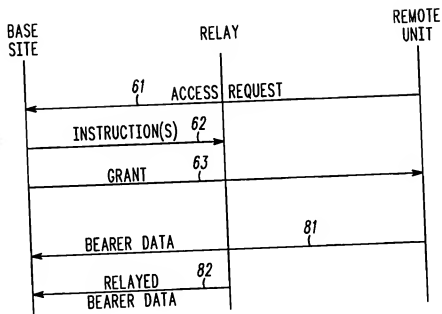 BASE
SITE
RELAY
REMOTE
UNIT
61
ACCESS REQUEST
INSTRUCTION(S) 62
63
GRANT
81
BEARER DATA
82
RELAYED
BEARER DATA